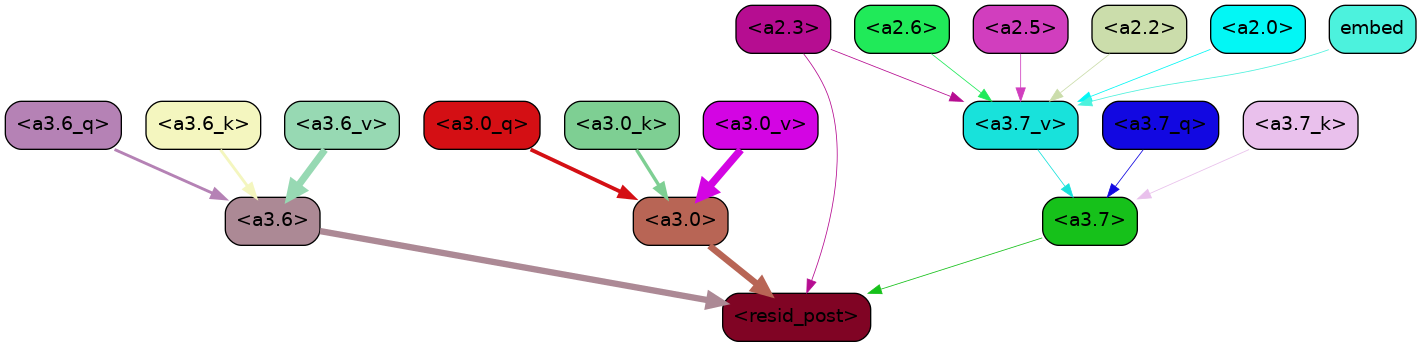 <a2.3> <a2.6> <a2.5> <a2.2> <a2.0> embed
<a3.6_q> <a3.6_k> <a3.6_v> <a3.0_q> <a3.0_k> <a3.0_v> <a3.7_v> <a3.7_q> <a3.7_k>
<a3.6> <a3.0> <a3.7>
<resid_post>